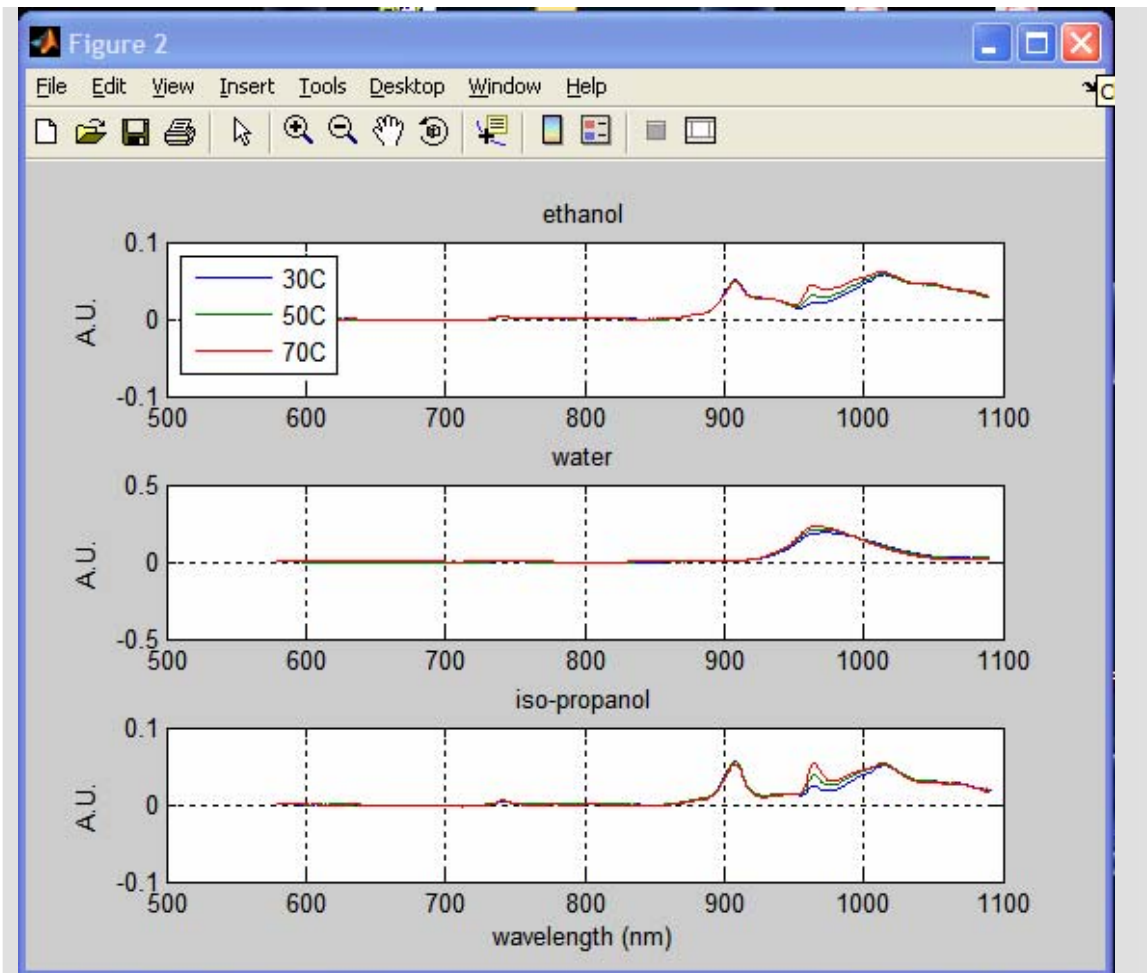 Figure 2
File Edit View Insert Tools Desktop Window Help
ethanol
0.1
0
-0.1
A.U.
30C
50C
70C
500 600 700 800 900 1000 1100
water
0.5
0
-0.5
A.U.
500 600 700 800 900 1000 1100
iso-propanol
0.1
0
-0.1
A.U.
500 600 700 800 900 1000 1100
wavelength (nm)